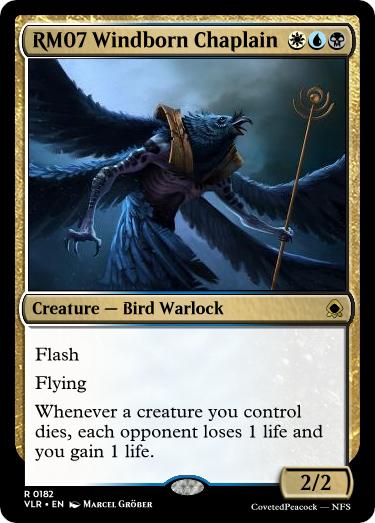 RM07 Windborn Chaplain
Creature — Bird Warlock
Flash
Flying
Whenever a creature you control
dies, each opponent loses 1 life and
you gain 1 life.
2/2
R 0182
VLR • EN Marcel Gröber
CovetedPeacock — NFS